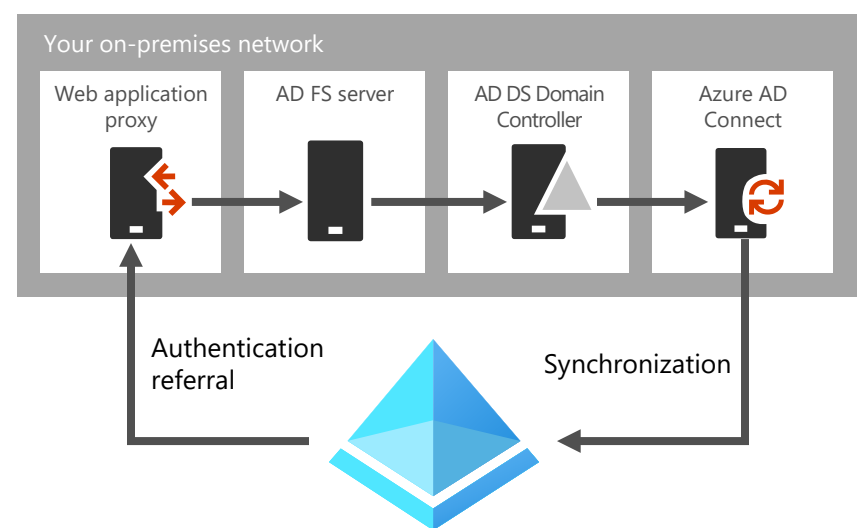 Your on-premises network
Web application
proxy
AD FS server
AD DS Domain
Controller
Azure AD
Connect
Authentication
referral
Synchronization